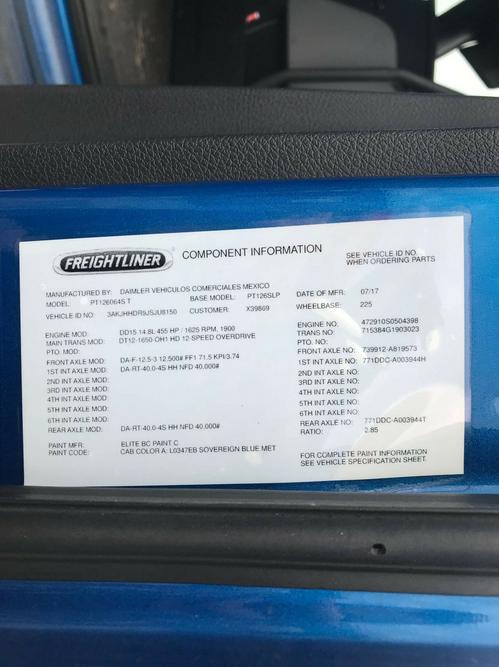 FREIGHTLINER
COMPONENT INFORMATION
SEE VEHICLE ID NO.
WHEN ORDERING PARTS
MANUFACTURED BY: DAIMLER VEHICULOS COMERCIALES MEXICO
DATE OF MFR: 07/17
MODEL: PT126064S T BASE MODEL: PT126SLP
WHEELBASE: 225
VEHICLE ID NO: 3AKJHHDR9JSJU8150 CUSTOMER: X39869
ENGINE MOD: DD15 14.8L 455 HP / 1625 RPM, 1900
ENGINE NO: 472910S0504398
MAIN TRANS MOD: DT12-1650-OH1 HD 12-SPEED OVERDRIVE
TRANS NO: 715384G1903023
PTO. MOD:
PTO. NO:
FRONT AXLE MOD: DA-F-12.5-3 12,500# FF1 71.5 KPI/3.74
FRONT AXLE NO: 739912-A819573
1ST INT AXLE MOD: DA-RT-40.0-4S HH NFD 40,000#
1ST INT AXLE NO: 771DDC-A003944H
2ND INT AXLE MOD:
2ND INT AXLE NO:
3RD INT AXLE MOD:
3RD INT AXLE NO:
4TH INT AXLE MOD:
4TH INT AXLE NO:
5TH INT AXLE MOD:
5TH INT AXLE NO:
6TH INT AXLE MOD:
6TH INT AXLE NO:
REAR AXLE MOD: DA-RT-40.0-4S HH NFD 40,000#
REAR AXLE NO: 771DDC-A003944T
RATIO: 2.85
PAINT MFR: ELITE BC PAINT C
PAINT CODE: CAB COLOR A: L0347EB SOVEREIGN BLUE MET
FOR COMPLETE PAINT INFORMATION
SEE VEHICLE SPECIFICATION SHEET.